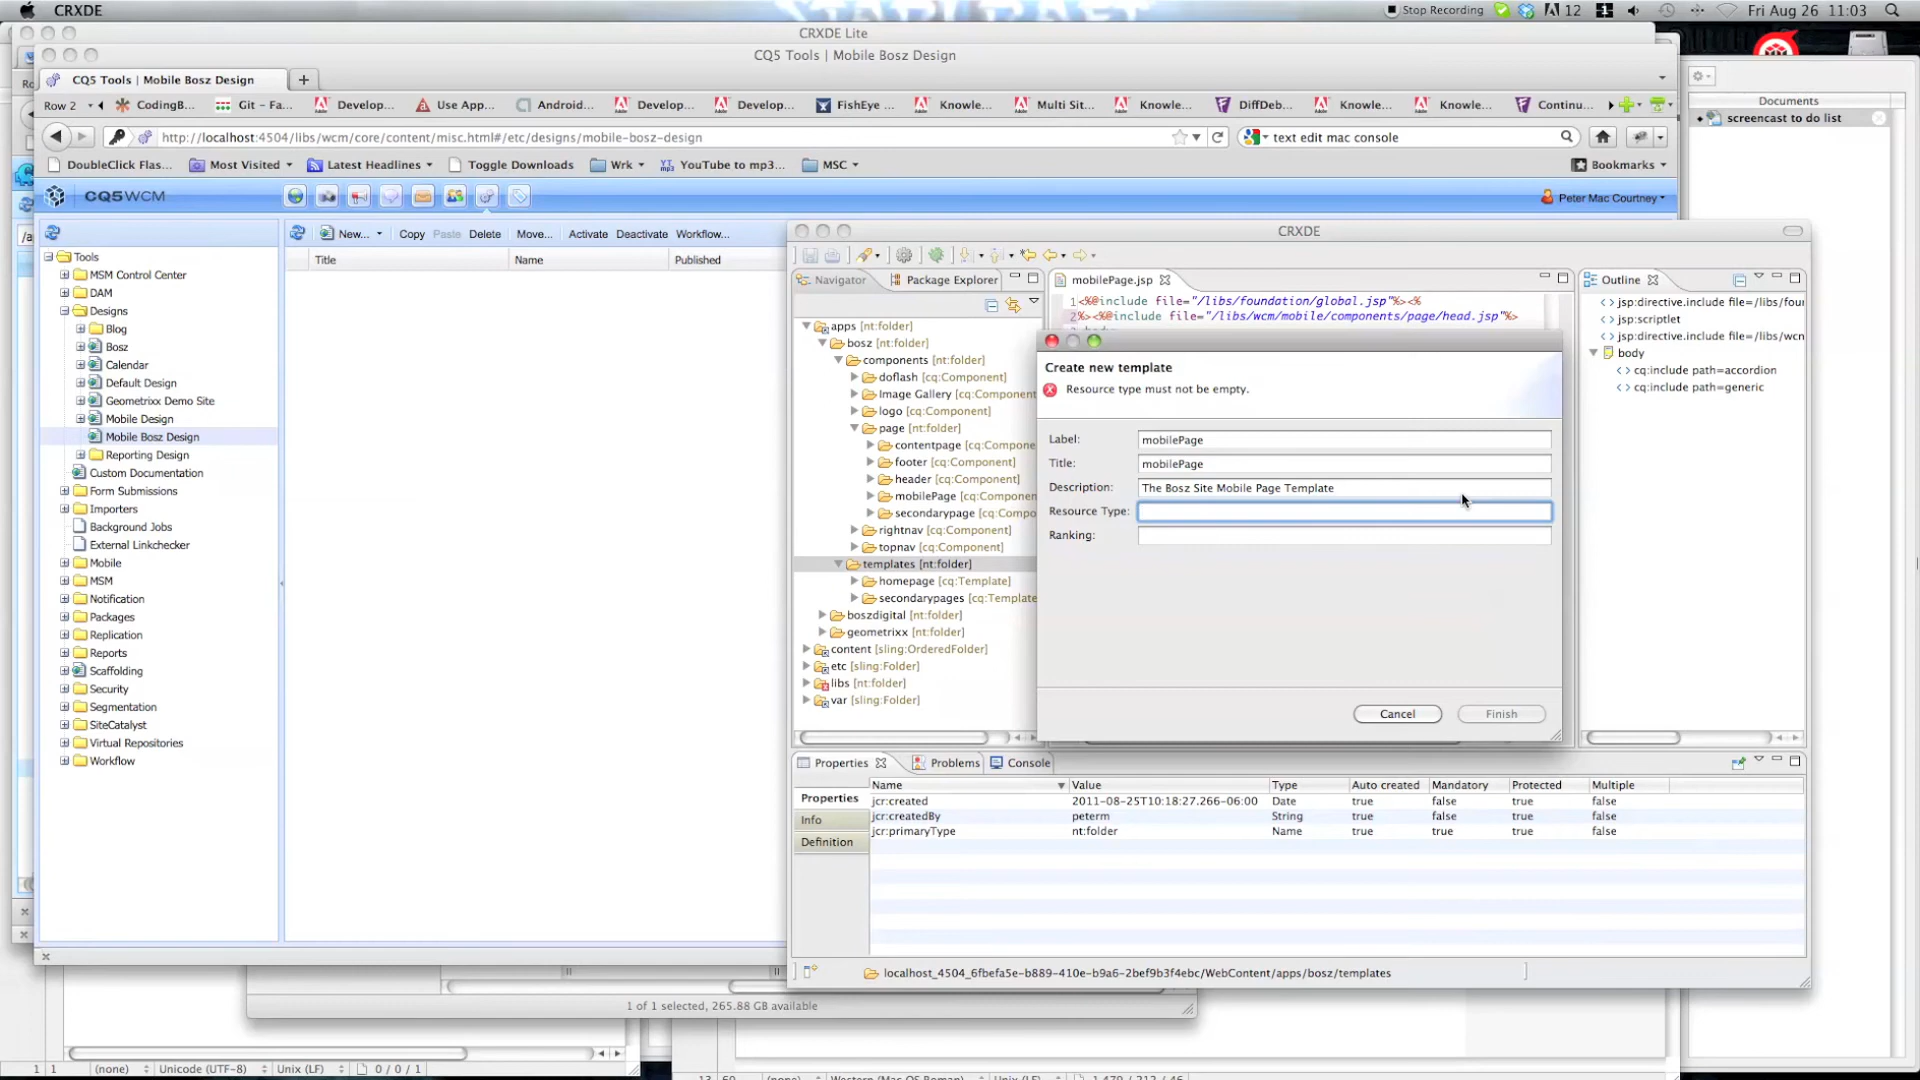 CRXDE
Stop Recording
12
Fri Aug 26 11:03
CRXDE Lite
CQ5 Tools | Mobile Bosz Design
CQ5 Tools | Mobile Bosz Design
Row 2
CodingB...
Git - Fa...
Develop...
Use App...
Android...
Develop...
Develop...
FishEye ...
Knowle...
Multi Sit...
Knowle...
DiffDeb...
Knowle...
Knowle...
Continu...
http://localhost:4504/libs/wcm/core/content/misc.html#/etc/designs/mobile-bosz-design
text edit mac console
DoubleClick Flas...
Most Visited
Latest Headlines
Toggle Downloads
Wrk
YouTube to mp3...
MSC
Bookmarks
Documents
screencast to do list
CQ5 WCM
Peter Mac Courtney
New...
Copy
Paste
Delete
Move...
Activate
Deactivate
Workflow...
Title
Name
Published
Tools
MSM Control Center
DAM
Designs
Blog
Bosz
Calendar
Default Design
Geometrixx Demo Site
Mobile Design
Mobile Bosz Design
Reporting Design
Custom Documentation
Form Submissions
Importers
Background Jobs
External Linkchecker
Mobile
MSM
Notification
Packages
Replication
Reports
Scaffolding
Security
Segmentation
SiteCatalyst
Virtual Repositories
Workflow
CRXDE
Navigator
Package Explorer
mobilePage.jsp
Outline
apps [nt:folder]
bosz [nt:folder]
components [nt:folder]
doflash [cq:Component]
Image Gallery [cq:Component
logo [cq:Component]
page [nt:folder]
contentpage [cq:Compone
footer [cq:Component]
header [cq:Component]
mobilePage [cq:Componen
secondarypage [cq:Compo
rightnav [cq:Component]
topnav [cq:Component]
templates [nt:folder]
homepage [cq:Template]
secondarypages [cq:Template
boszdigital [nt:folder]
geometrixx [nt:folder]
content [sling:OrderedFolder]
etc [sling:Folder]
libs [nt:folder]
var [sling:Folder]
1<%@include file="/libs/foundation/global.jsp"%><%
2%><%@include file="/libs/wcm/mobile/components/page/head.jsp"%>
jsp:directive.include file=/libs/four
jsp:scriptlet
jsp:directive.include file=/libs/wcn
body
cq:include path=accordion
cq:include path=generic
Create new template
Resource type must not be empty.
Label: mobilePage
Title: mobilePage
Description: The Bosz Site Mobile Page Template
Resource Type:
Ranking:
Cancel
Finish
Properties
Problems
Console
Properties
Info
Definition
Name Value Type Auto created Mandatory Protected Multiple
jcr:created 2011-08-25T10:18:27.266-06:00 Date true false true false
jcr:createdBy peterm String true false true false
jcr:primaryType nt:folder Name true true true false
localhost_4504_6fbefa5e-b889-410e-b9a6-2bef9b3f4ebc/WebContent/apps/bosz/templates
1 of 1 selected, 265.88 GB available
1 1 (none) Unicode (UTF-8) Unix (LF) 0 / 0 / 1